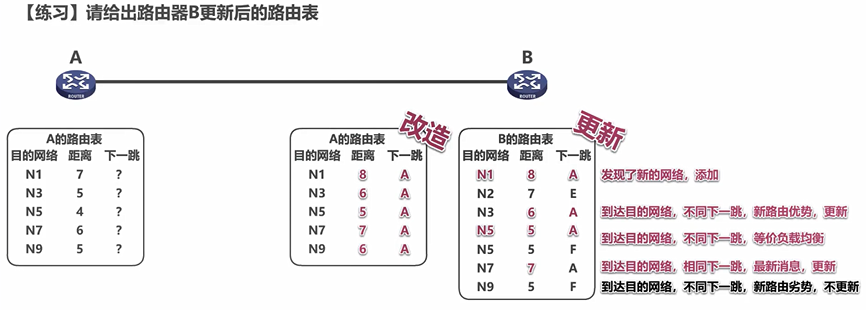 【练习】请给出路由器B更新后的路由表
A
B
ROUTER
ROUTER
A的路由表
目的网络 距离 下一跳
N1 7 ?
N3 5 ?
N5 4 ?
N7 6 ?
N9 5 ?
改造
A的路由表
目的网络 距离 下一跳
N1 8 A
N3 6 A
N5 5 A
N7 7 A
N9 6 A
更新
B的路由表
目的网络 距离 下一跳
N1 8 A
N2 7 E
N3 6 A
N5 5 A
N5 5 F
N7 7 A
N9 5 F
发现了新的网络，添加
到达目的网络，不同下一跳，新路由优势，更新
到达目的网络，不同下一跳，等价负载均衡
到达目的网络，相同下一跳，最新消息，更新
到达目的网络，不同下一跳，新路由劣势，不更新